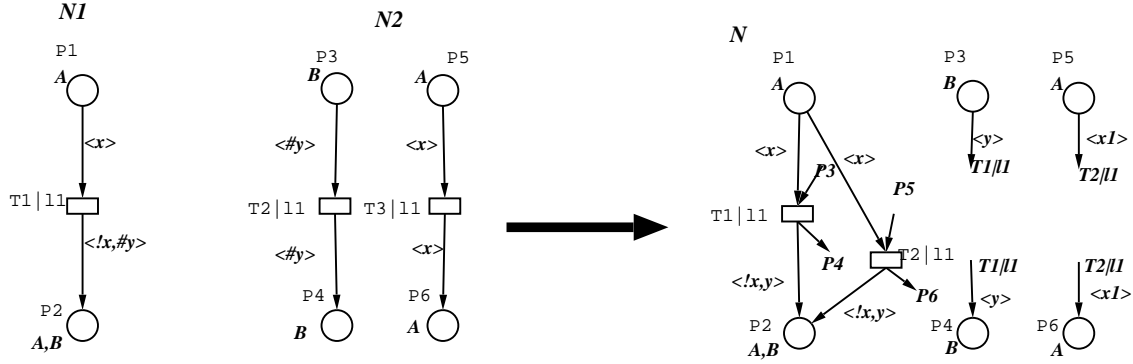 N1
N2
N
P1
A
<x>
T1|l1
<!x,#y>
P2
A,B
P3
B
<#y>
T2|l1
<#y>
P4
B
P5
A
<x>
T3|l1
<x>
P6
A
P1
A
<x>
<x>
P3
P5
T1|l1
P4
T2|l1
P6
<!x,y>
<!x,y>
P2
A,B
P3
B
<y>
T1|l1
T1|l1
<y>
P4
B
P5
A
<x1>
T2|l1
T2|l1
<x1>
P6
A